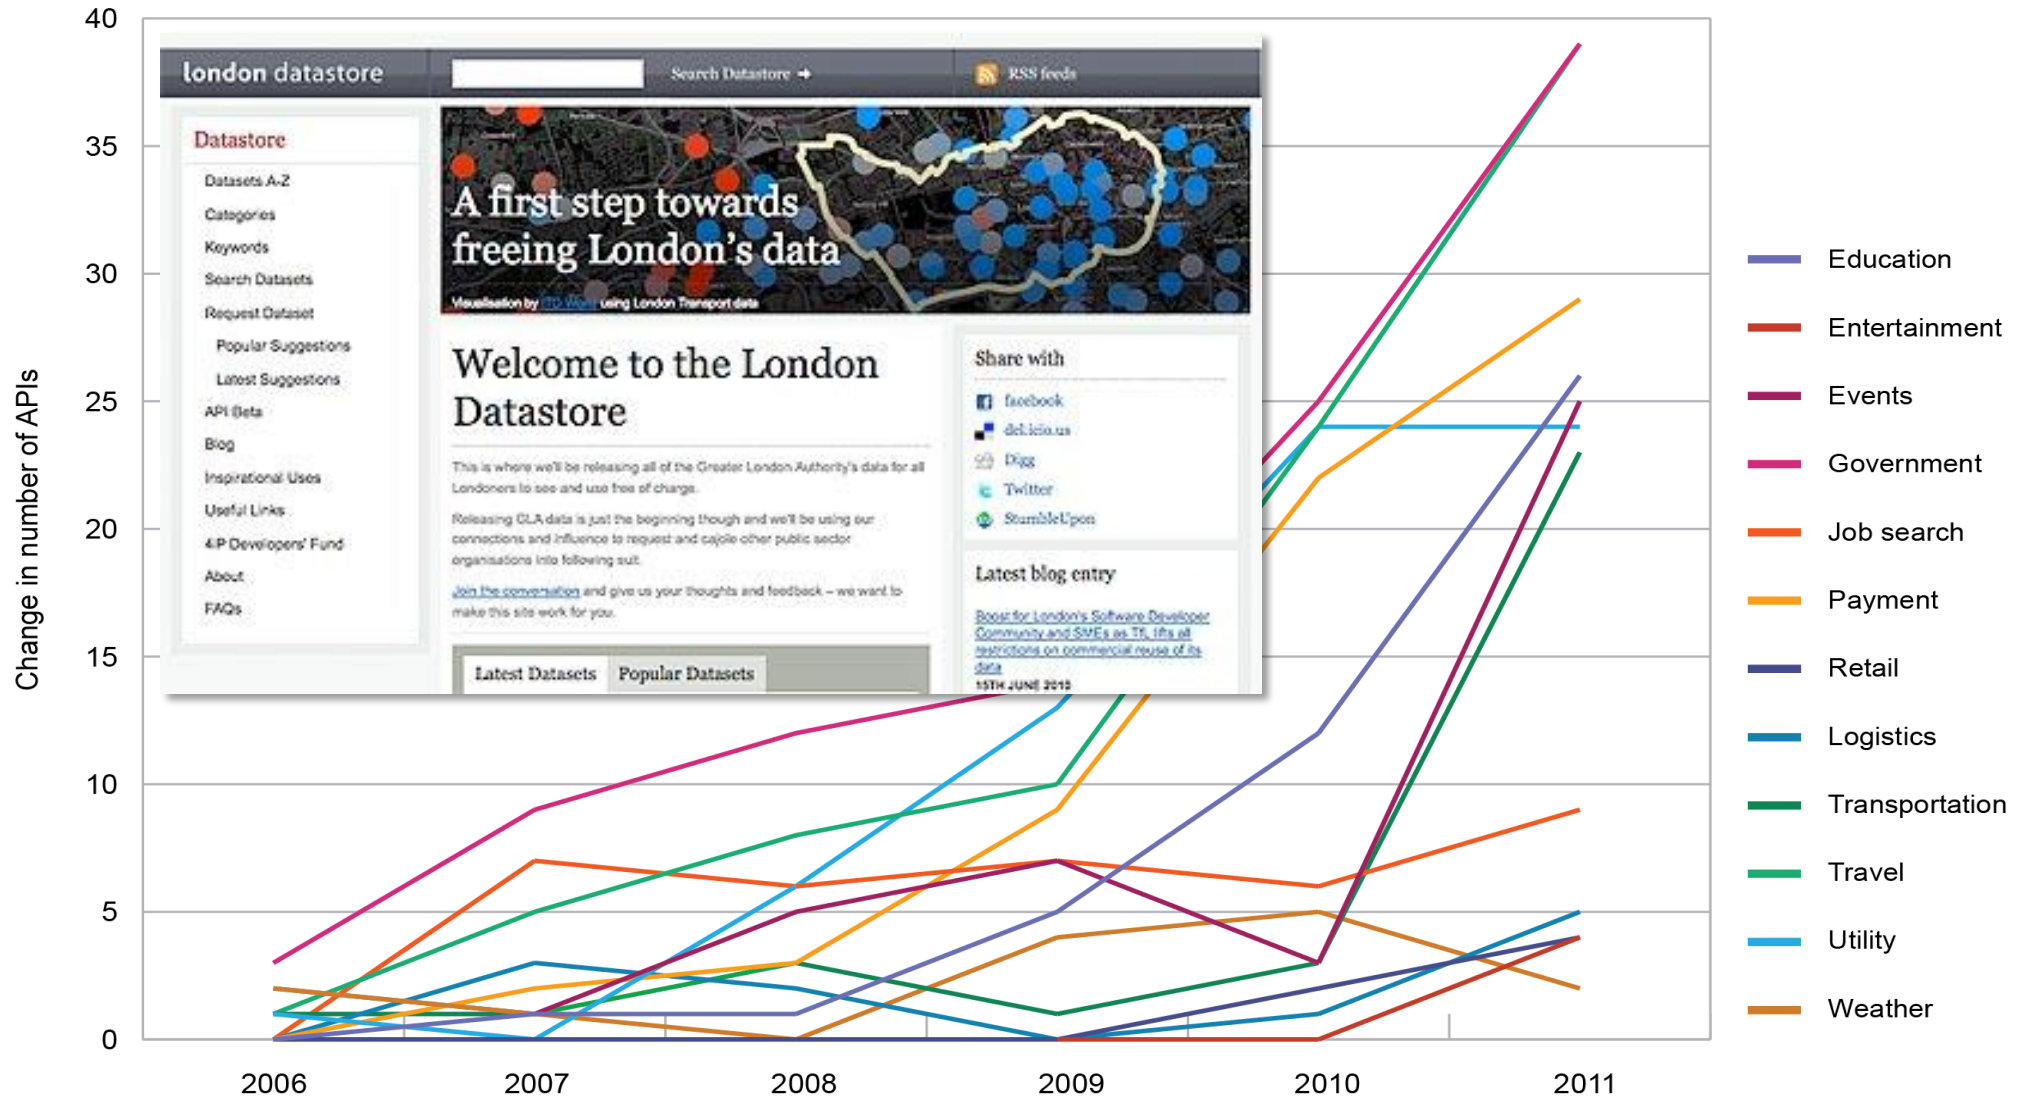 40
35
30
25
20
15
10
5
0
Change in number of APIs
london datastore
Search Datastore ➔
RSS feeds
Datastore
Datasets A-Z
Categories
Keywords
Search Datasets
Request Dataset
Popular Suggestions
Latest Suggestions
API Beta
Blog
Inspirational Uses
Useful Links
4iP Developers' Fund
About
FAQs
A first step towards
freeing London's data
Visualisation by ITO World using London Transport data
Welcome to the London
Datastore
This is where we'll be releasing all of the Greater London Authority's data for all
Londoners to see and use free of charge.
Releasing GLA data is just the beginning though and we'll be using our
connections and influence to request and cajole other public sector
organisations into following suit.
Join the conversation and give us your thoughts and feedback – we want to
make this site work for you.
Latest Datasets
Popular Datasets
Share with
facebook
del.icio.us
Digg
Twitter
StumbleUpon
Latest blog entry
Boost for London's Software Developer
Community and SMEs as TfL lifts all
restrictions on commercial reuse of its
data
15TH JUNE 2010
Education
Entertainment
Events
Government
Job search
Payment
Retail
Logistics
Transportation
Travel
Utility
Weather
2006
2007
2008
2009
2010
2011